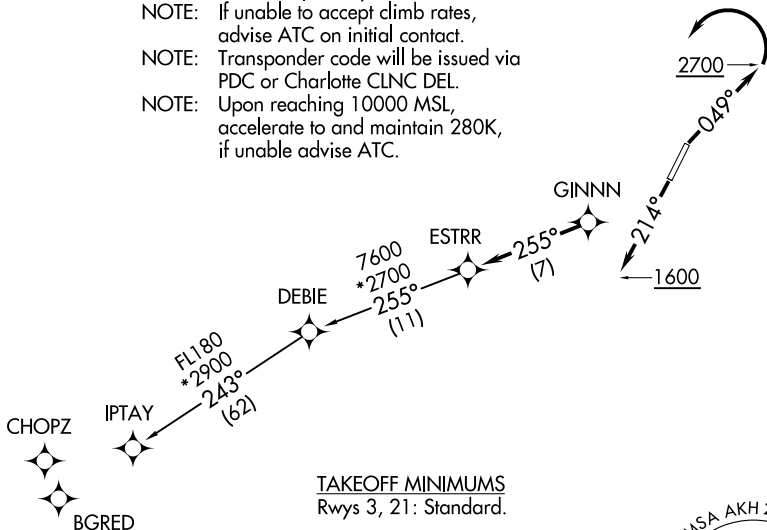 NOTE: If unable to accept climb rates,
advise ATC on initial contact.
NOTE: Transponder code will be issued via
PDC or Charlotte CLNC DEL.
NOTE: Upon reaching 10000 MSL,
accelerate to and maintain 280K,
if unable advise ATC.
2700
049°
214°
1600
GINNN
255°
(7)
ESTRR
7600
*2700
255°
(11)
DEBIE
FL180
*2900
243°
(62)
IPTAY
CHOPZ
BGRED
TAKEOFF MINIMUMS
Rwys 3, 21: Standard.
MSA AKH 2